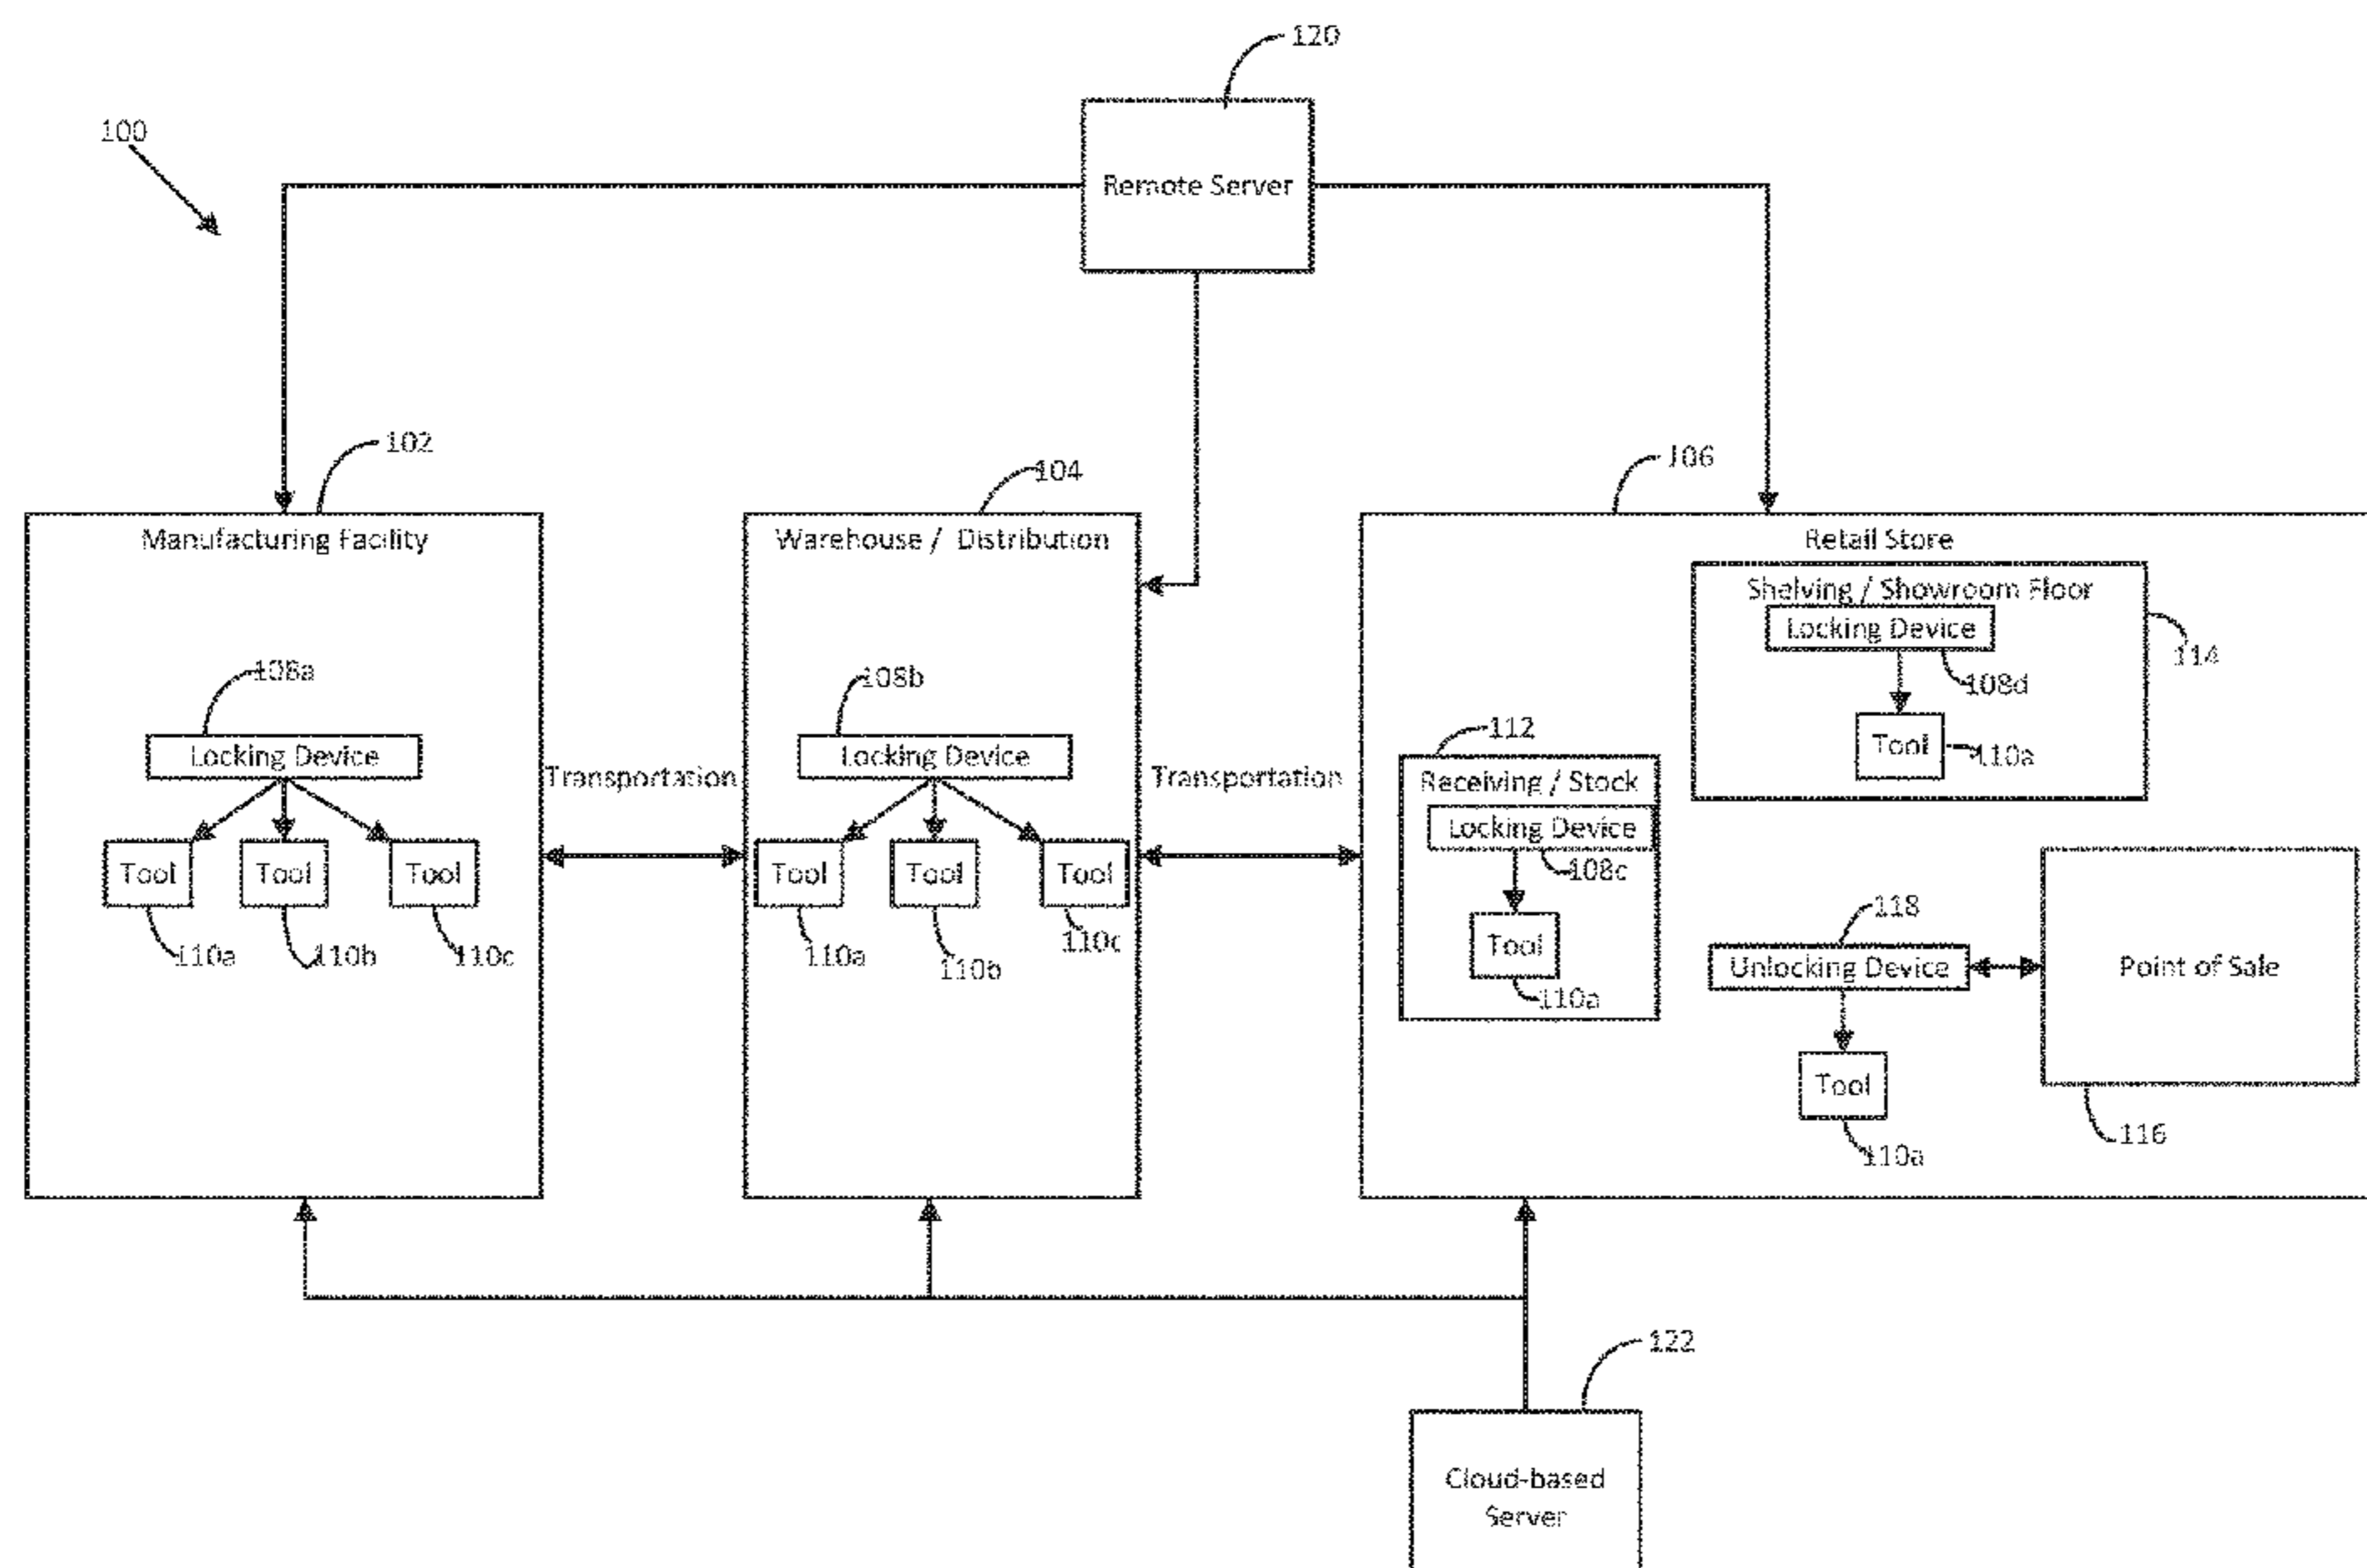 120
100
Remote Server
102
104
106
Manufacturing Facility
Warehouse / Distribution
Retail Store
Shelving / Showroom Floor
Locking Device
114
108d
Tool
110a
108a
Locking Device
Tool
Tool
Tool
110a
110b
110c
Transportation
108b
Locking Device
Tool
Tool
Tool
110a
110b
110c
Transportation
112
Receiving / Stock
Locking Device
108c
Tool
110a
118
Unlocking Device
Point of Sale
Tool
110a
116
122
Cloud-based
Server